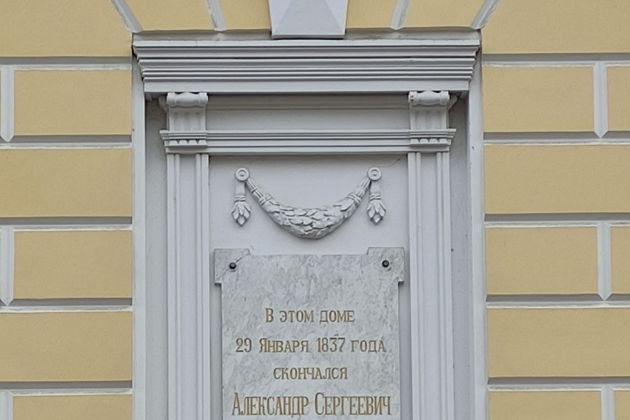 В этом доме
29 Января 1837 года
скончался
Александр Сергеевич